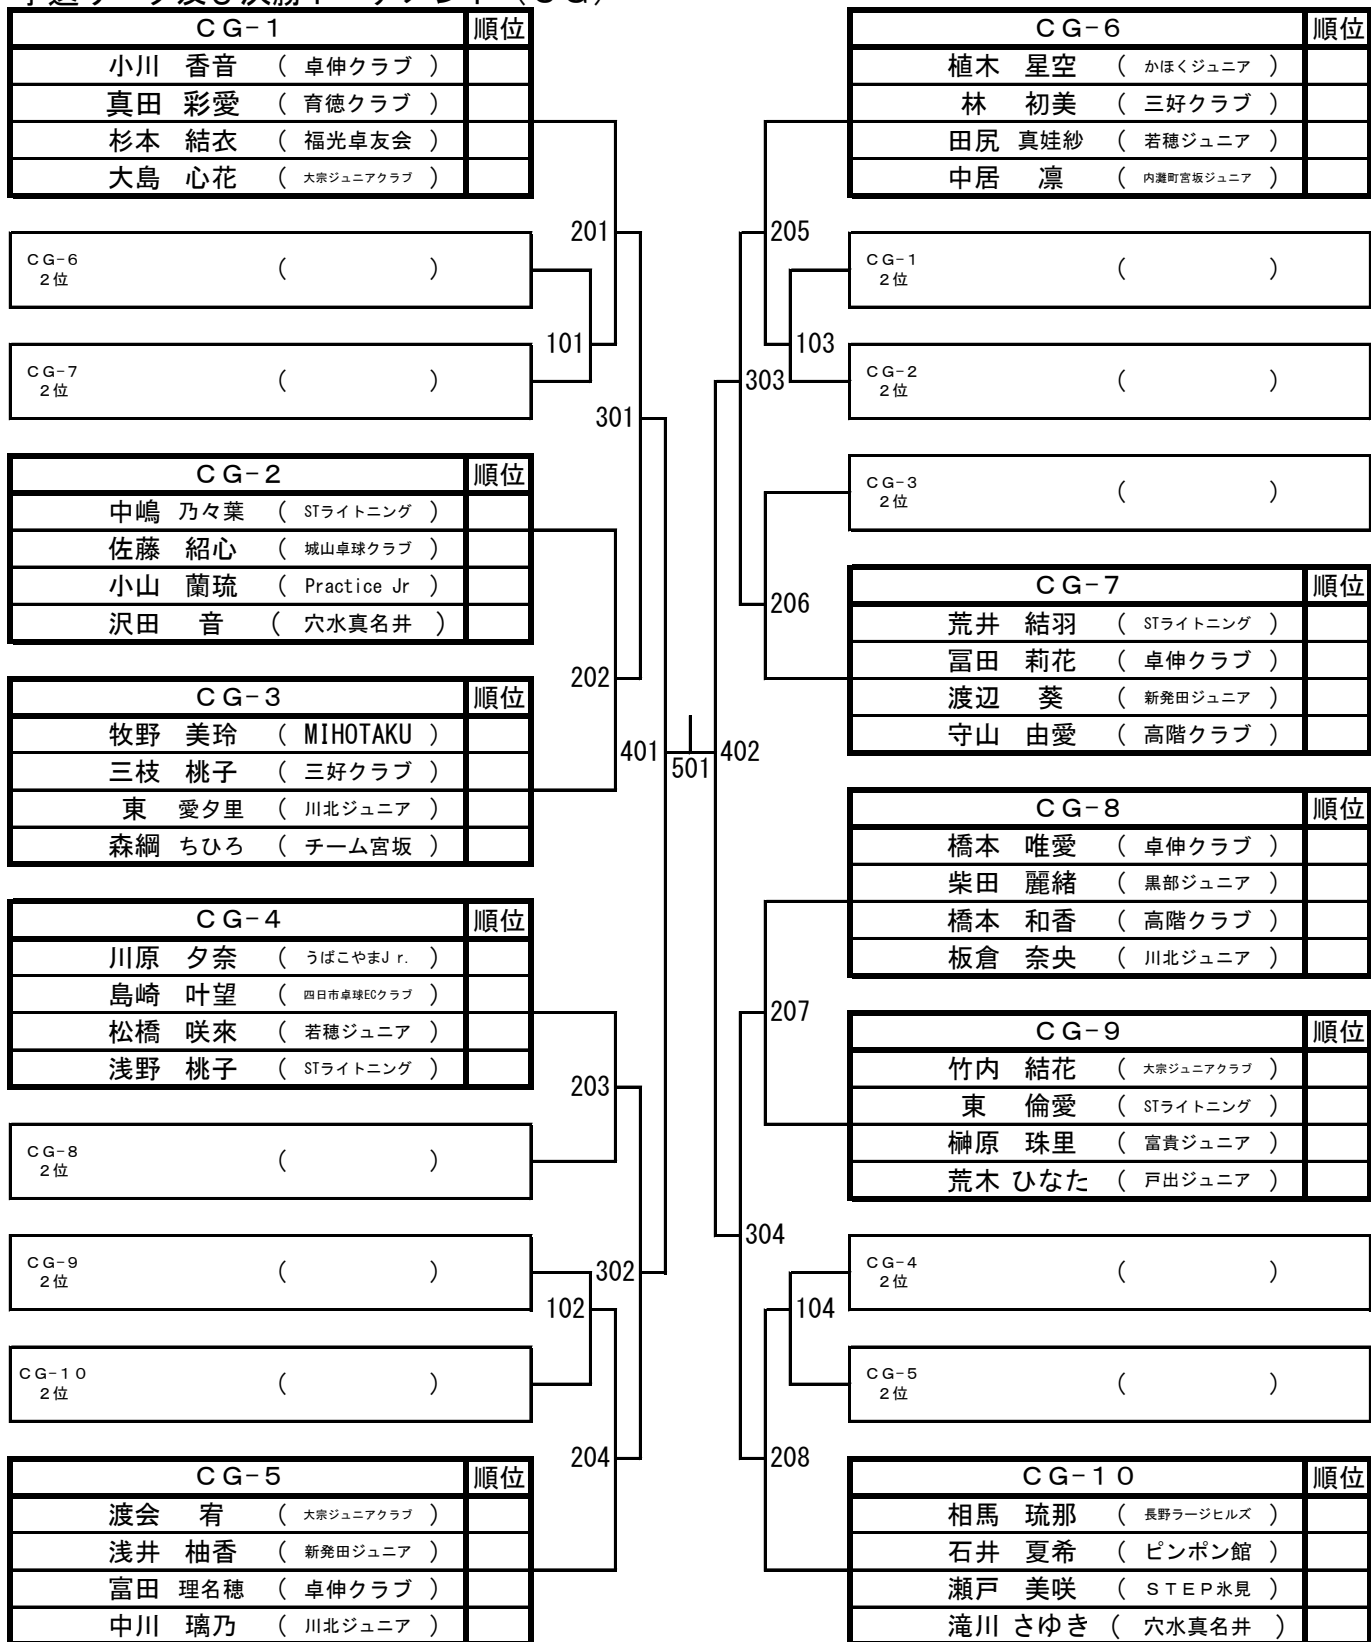 予選リーグ及び決勝トーナメント（CG）
CG-1 順位
小川 香音 （ 卓伸クラブ ）
真田 彩愛 （ 育徳クラブ ）
杉本 結衣 （ 福光卓友会 ）
大島 心花 （ 大宗ジュニアクラブ ）
201
CG-6
2位 （ ）
101
CG-7
2位 （ ）
301
CG-2 順位
中嶋 乃々葉 （ STライトニング ）
佐藤 紹心 （ 城山卓球クラブ ）
小山 蘭琉 （ Practice Jr ）
沢田 音 （ 穴水真名井 ）
202
CG-3 順位
牧野 美玲 （ MIHOTAKU ）
三枝 桃子 （ 三好クラブ ）
東 愛夕里 （ 川北ジュニア ）
森綱 ちひろ （ チーム宮坂 ）
401
501
402
CG-4 順位
川原 夕奈 （ うばこやまJr. ）
島崎 叶望 （ 四日市卓球ECクラブ ）
松橋 咲來 （ 若穂ジュニア ）
浅野 桃子 （ STライトニング ）
203
CG-8
2位 （ ）
CG-9
2位 （ ）
302
102
CG-10
2位 （ ）
204
CG-5 順位
渡会 宥 （ 大宗ジュニアクラブ ）
浅井 柚香 （ 新発田ジュニア ）
富田 理名穂 （ 卓伸クラブ ）
中川 璃乃 （ 川北ジュニア ）
CG-6 順位
植木 星空 （ かほくジュニア ）
林 初美 （ 三好クラブ ）
田尻 真娃紗 （ 若穂ジュニア ）
中居 凛 （ 内灘町宮坂ジュニア ）
205
CG-1
2位 （ ）
103
CG-2
2位 （ ）
303
CG-3
2位 （ ）
206
CG-7 順位
荒井 結羽 （ STライトニング ）
冨田 莉花 （ 卓伸クラブ ）
渡辺 葵 （ 新発田ジュニア ）
守山 由愛 （ 高階クラブ ）
CG-8 順位
橋本 唯愛 （ 卓伸クラブ ）
柴田 麗緒 （ 黒部ジュニア ）
橋本 和香 （ 高階クラブ ）
板倉 奈央 （ 川北ジュニア ）
207
CG-9 順位
竹内 結花 （ 大宗ジュニアクラブ ）
東 倫愛 （ STライトニング ）
榊原 珠里 （ 富貴ジュニア ）
荒木 ひなた （ 戸出ジュニア ）
304
CG-4
2位 （ ）
104
CG-5
2位 （ ）
208
CG-10 順位
相馬 琉那 （ 長野ラージヒルズ ）
石井 夏希 （ ピンポン館 ）
瀬戸 美咲 （ STEP氷見 ）
滝川 さゆき （ 穴水真名井 ）